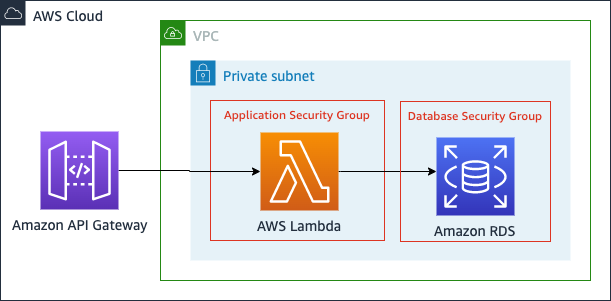 AWS Cloud
VPC
Private subnet
Application Security Group
Database Security Group
</>
Amazon API Gateway
AWS Lambda
Amazon RDS